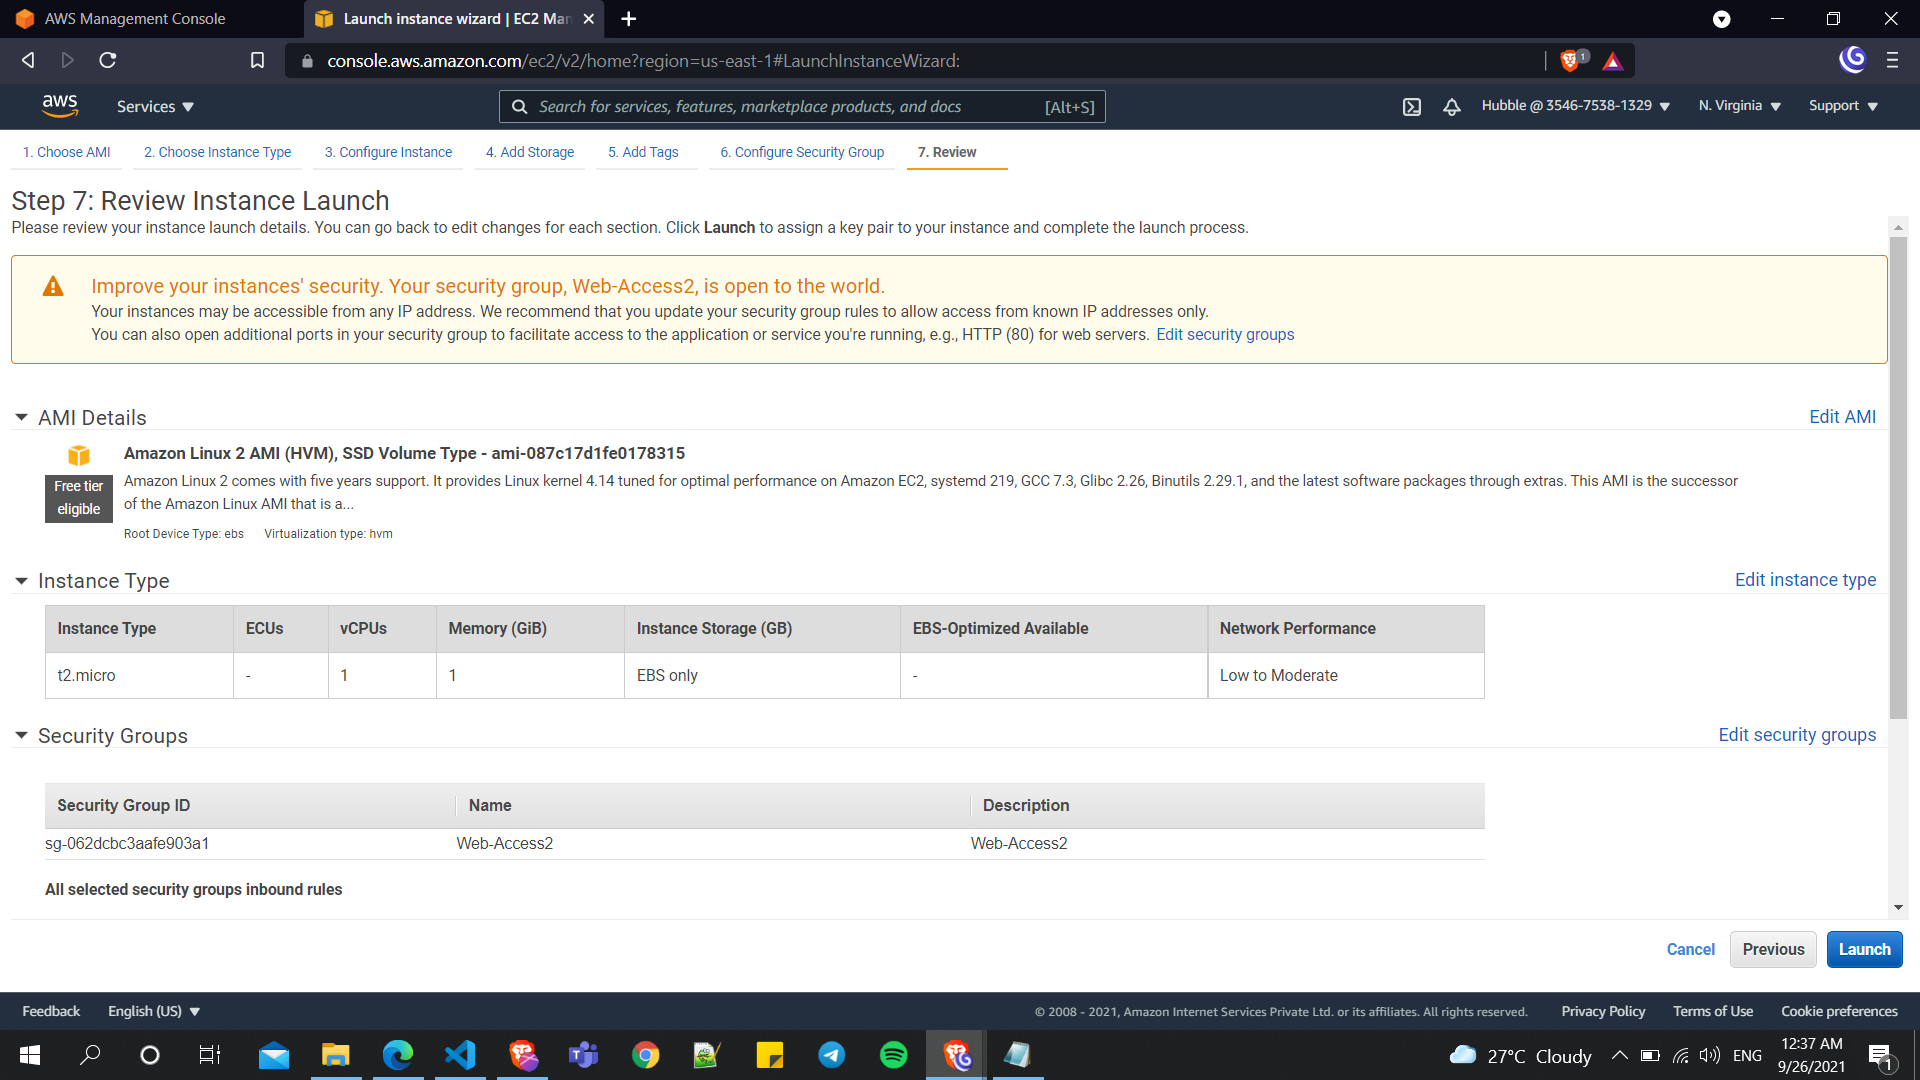 AWS Management Console
Launch instance wizard | EC2 Man
console.aws.amazon.com/ec2/v2/home?region=us-east-1#LaunchInstanceWizard:
1
aws
Services
Search for services, features, marketplace products, and docs
[Alt+S]
Hubble @ 3546-7538-1329
N. Virginia
Support
1. Choose AMI
2. Choose Instance Type
3. Configure Instance
4. Add Storage
5. Add Tags
6. Configure Security Group
7. Review
Step 7: Review Instance Launch
Please review your instance launch details. You can go back to edit changes for each section. Click Launch to assign a key pair to your instance and complete the launch process.
Improve your instances' security. Your security group, Web-Access2, is open to the world.
Your instances may be accessible from any IP address. We recommend that you update your security group rules to allow access from known IP addresses only.
You can also open additional ports in your security group to facilitate access to the application or service you're running, e.g., HTTP (80) for web servers. Edit security groups
AMI Details
Edit AMI
Free tier
eligible
Amazon Linux 2 AMI (HVM), SSD Volume Type - ami-087c17d1fe0178315
Amazon Linux 2 comes with five years support. It provides Linux kernel 4.14 tuned for optimal performance on Amazon EC2, systemd 219, GCC 7.3, Glibc 2.26, Binutils 2.29.1, and the latest software packages through extras. This AMI is the successor
of the Amazon Linux AMI that is a...
Root Device Type: ebs Virtualization type: hvm
Instance Type
Edit instance type
Instance Type ECUs vCPUs Memory (GiB) Instance Storage (GB) EBS-Optimized Available Network Performance
t2.micro - 1 1 EBS only - Low to Moderate
Security Groups
Edit security groups
Security Group ID Name Description
sg-062dcbc3aafe903a1 Web-Access2 Web-Access2
All selected security groups inbound rules
Cancel
Previous
Launch
Feedback
English (US)
© 2008 - 2021, Amazon Internet Services Private Ltd. or its affiliates. All rights reserved.
Privacy Policy
Terms of Use
Cookie preferences
27°C Cloudy
ENG
12:37 AM
9/26/2021
1